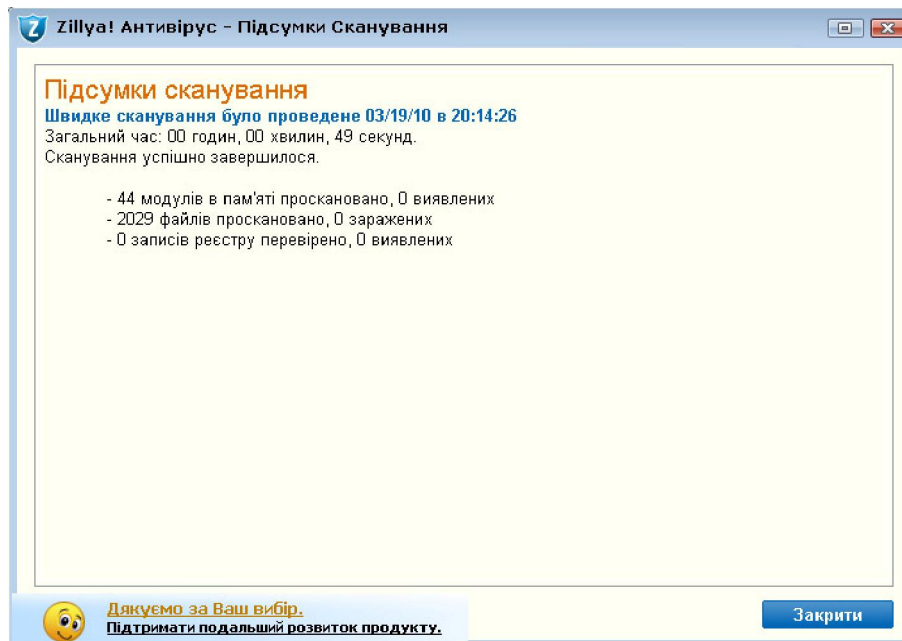 Zillya! Антивірус - Підсумки Сканування
Підсумки сканування
Швидке сканування було проведене 03/19/10 в 20:14:26
Загальний час: 00 годин, 00 хвилин, 49 секунд.
Сканування успішно завершилося.
- 44 модулів в пам'яті проскановано, 0 виявлених
- 2029 файлів проскановано, 0 заражених
- 0 записів реєстру перевірено, 0 виявлених
Дякуємо за Ваш вибір.
Підтримати подальший розвиток продукту.
Закрити